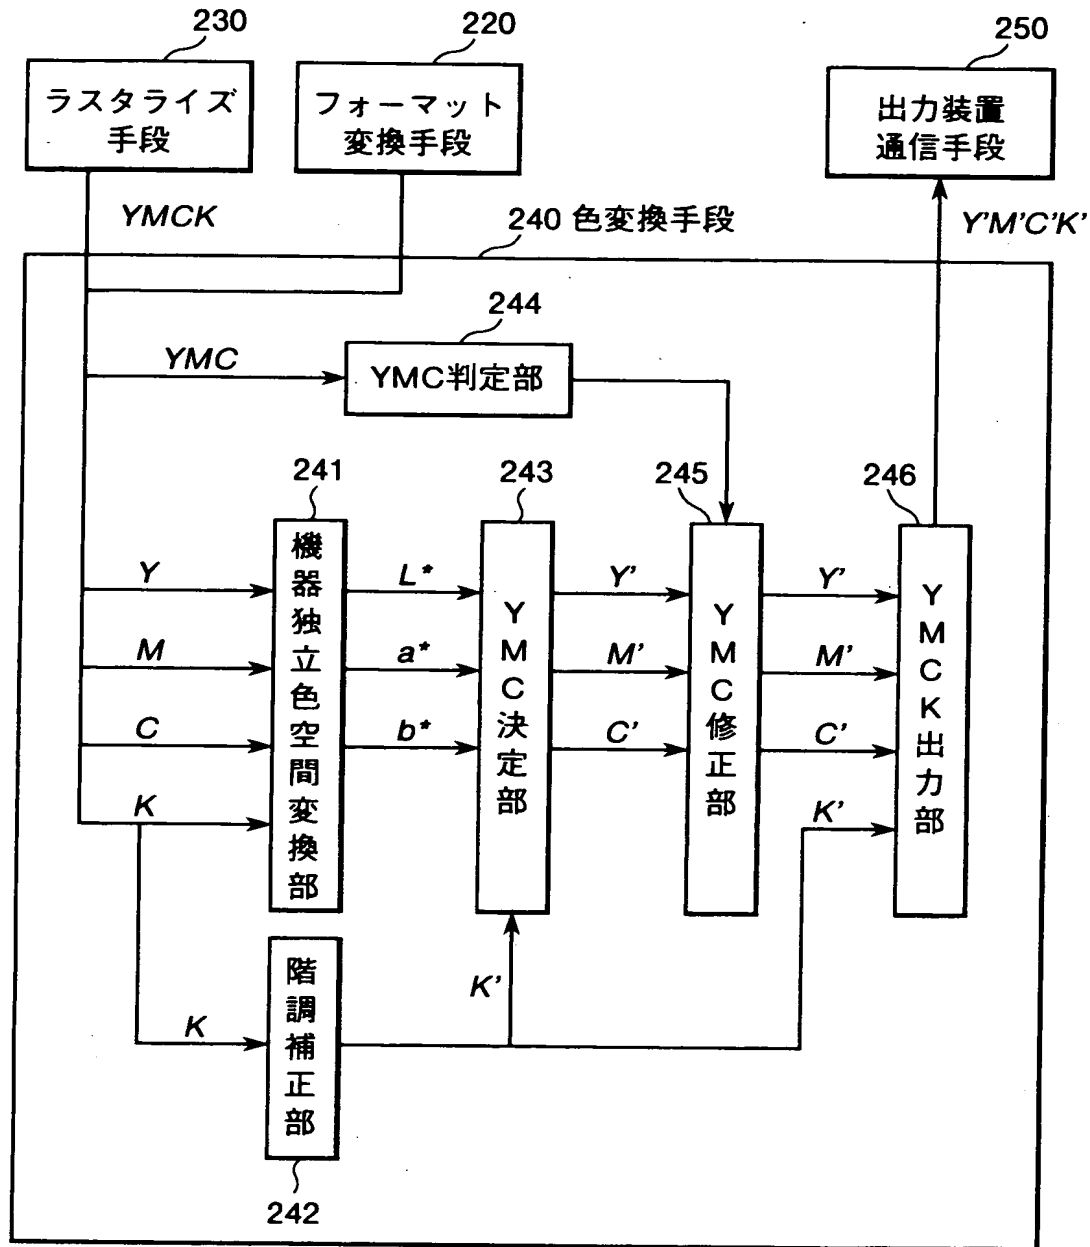 230
220
250
ラスタライズ
手段
フォーマット
変換手段
出力装置
通信手段
YMCK
240 色変換手段
Y'M'C'K'
244
YMC
YMC判定部
241
243
245
246
機器独立色空間変換部
YMC決定部
YMC修正部
YMCK出力部
Y
L*
Y'
Y'
M
a*
M'
M'
C
b*
C'
C'
K
K'
K'
K
階調補正部
242